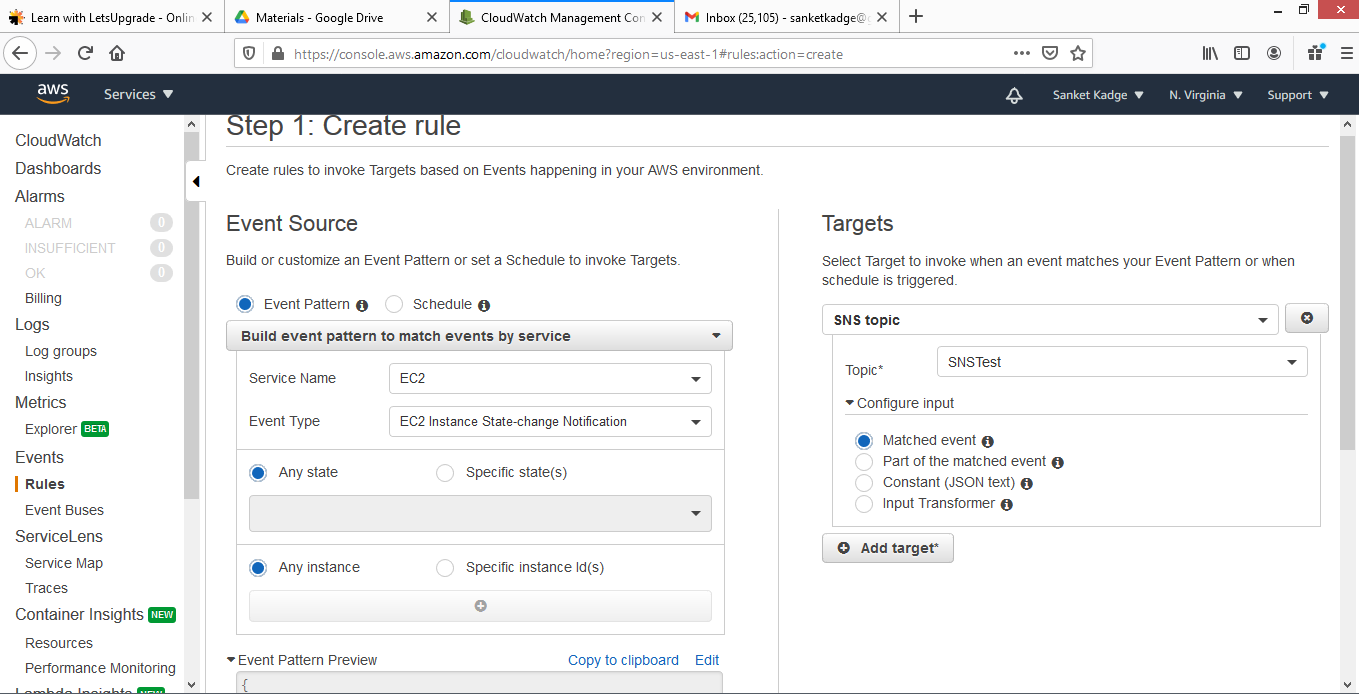 Learn with LetsUpgrade - Onlin
Materials - Google Drive
CloudWatch Management Con
Inbox (25,105) - sanketkadge@
https://console.aws.amazon.com/cloudwatch/home?region=us-east-1#rules:action=create
aws
Services
Sanket Kadge
N. Virginia
Support
CloudWatch
Dashboards
Alarms
ALARM 0
INSUFFICIENT 0
OK 0
Billing
Logs
Log groups
Insights
Metrics
Explorer BETA
Events
Rules
Event Buses
ServiceLens
Service Map
Traces
Container Insights NEW
Resources
Performance Monitoring
Lambda Insights NEW
Step 1: Create rule
Create rules to invoke Targets based on Events happening in your AWS environment.
Event Source
Build or customize an Event Pattern or set a Schedule to invoke Targets.
Event Pattern
Schedule
Build event pattern to match events by service
Service Name EC2
Event Type EC2 Instance State-change Notification
Any state
Specific state(s)
Any instance
Specific instance Id(s)
Event Pattern Preview
Copy to clipboard
Edit
{
Targets
Select Target to invoke when an event matches your Event Pattern or when
schedule is triggered.
SNS topic
Topic* SNSTest
Configure input
Matched event
Part of the matched event
Constant (JSON text)
Input Transformer
Add target*